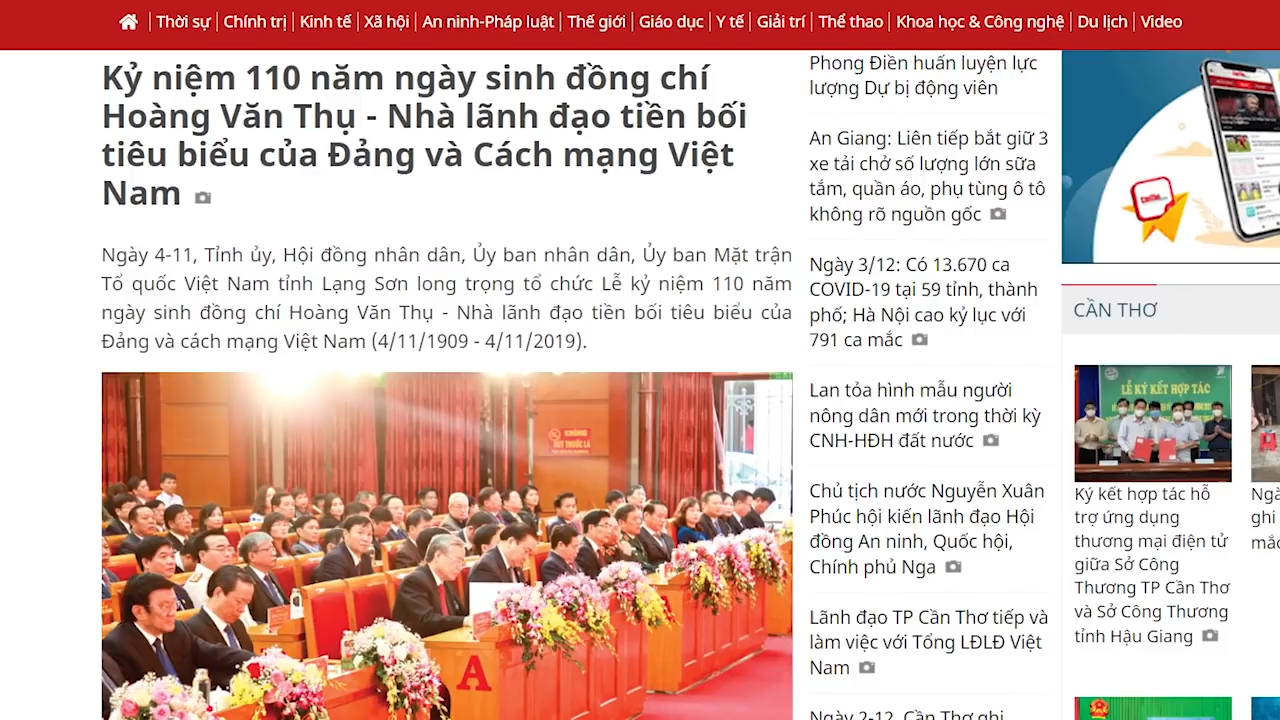 Thời sự
Chính trị
Kinh tế
Xã hội
An ninh-Pháp luật
Thế giới
Giáo dục
Y tế
Giải trí
Thể thao
Khoa học & Công nghệ
Du lịch
Video
Kỷ niệm 110 năm ngày sinh đồng chí
Hoàng Văn Thụ - Nhà lãnh đạo tiền bối
tiêu biểu của Đảng và Cách mạng Việt
Nam
Ngày 4-11, Tỉnh ủy, Hội đồng nhân dân, Ủy ban nhân dân, Ủy ban Mặt trận
Tổ quốc Việt Nam tỉnh Lạng Sơn long trọng tổ chức Lễ kỷ niệm 110 năm
ngày sinh đồng chí Hoàng Văn Thụ - Nhà lãnh đạo tiền bối tiêu biểu của
Đảng và cách mạng Việt Nam (4/11/1909 - 4/11/2019).
KHÔNG
HÚT THUỐC LÁ
A
Phong Điền huấn luyện lực
lượng Dự bị động viên
An Giang: Liên tiếp bắt giữ 3
xe tải chở số lượng lớn sữa
tắm, quần áo, phụ tùng ô tô
không rõ nguồn gốc
Ngày 3/12: Có 13.670 ca
COVID-19 tại 59 tỉnh, thành
phố; Hà Nội cao kỷ lục với
791 ca mắc
Lan tỏa hình mẫu người
nông dân mới trong thời kỳ
CNH-HĐH đất nước
Chủ tịch nước Nguyễn Xuân
Phúc hội kiến lãnh đạo Hội
đồng An ninh, Quốc hội,
Chính phủ Nga
Lãnh đạo TP Cần Thơ tiếp và
làm việc với Tổng LĐLĐ Việt
Nam
Ngày 2-12, Cần Thơ ghi
CẦN THƠ
LỄ KÝ KẾT HỢP TÁC
Ký kết hợp tác hỗ
trợ ứng dụng
thương mại điện tử
giữa Sở Công
Thương TP Cần Thơ
và Sở Công Thương
tỉnh Hậu Giang
ghi
mắc